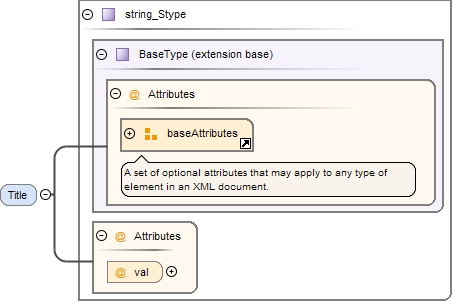 string_Stype
BaseType (extension base)
@ Attributes
baseAttributes
A set of optional attributes that may apply to any type of
element in an XML document.
Title
@ Attributes
@ val